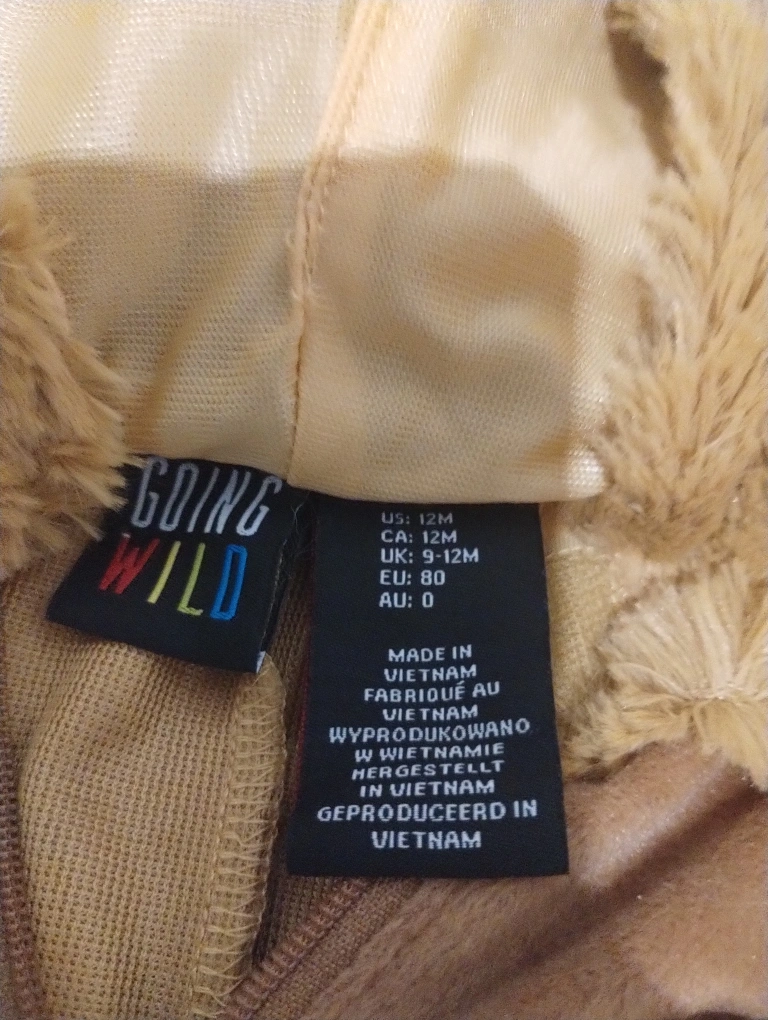 GOING
WILD
US: 12M
CA: 12M
UK: 9-12M
EU: 80
AU: 0
MADE IN
VIETNAM
FABRIQUÉ AU
VIETNAM
WYPRODUKOWANO
W WIETNAMIE
HERGESTELLT
IN VIETNAM
GEPRODUCEERD IN
VIETNAM